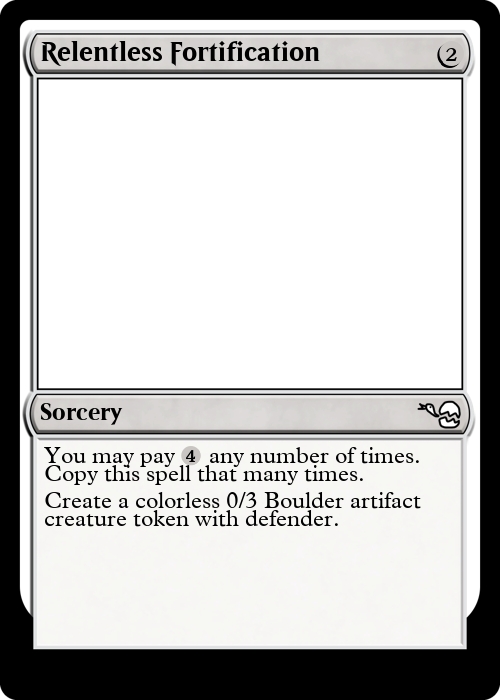 Relentless Fortification 2
Sorcery
You may pay 4 any number of times.
Copy this spell that many times.
Create a colorless 0/3 Boulder artifact
creature token with defender.